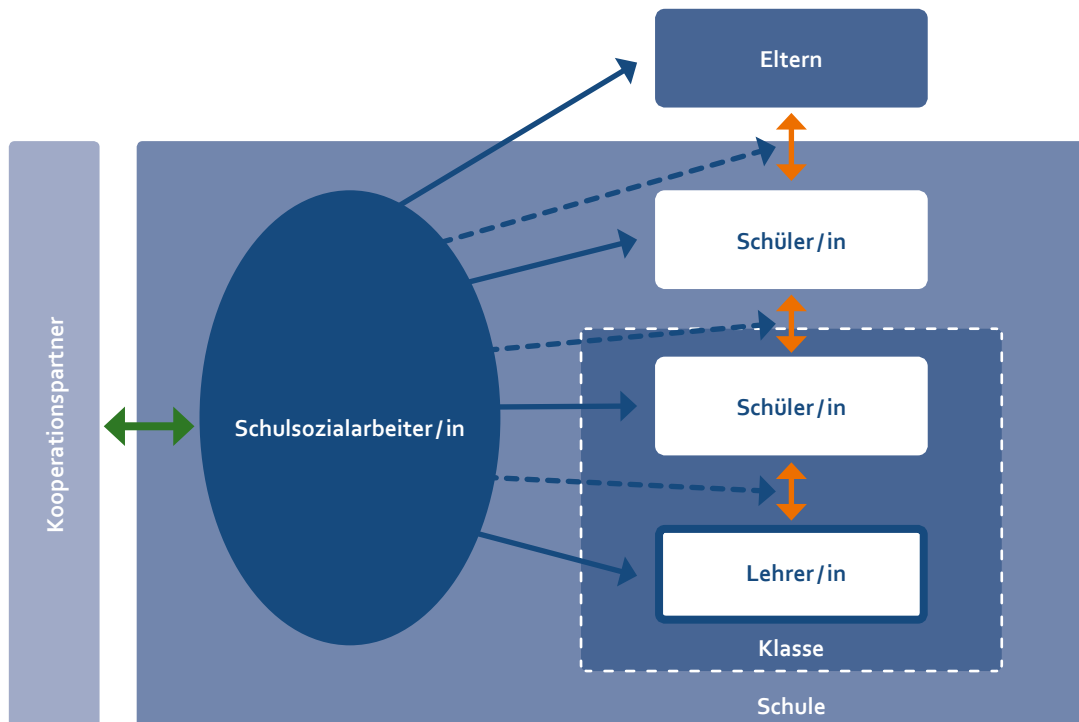 Eltern
Schüler/in
Schüler/in
Kooperationspartner
Schulsozialarbeiter/in
Lehrer/in
Klasse
Schule